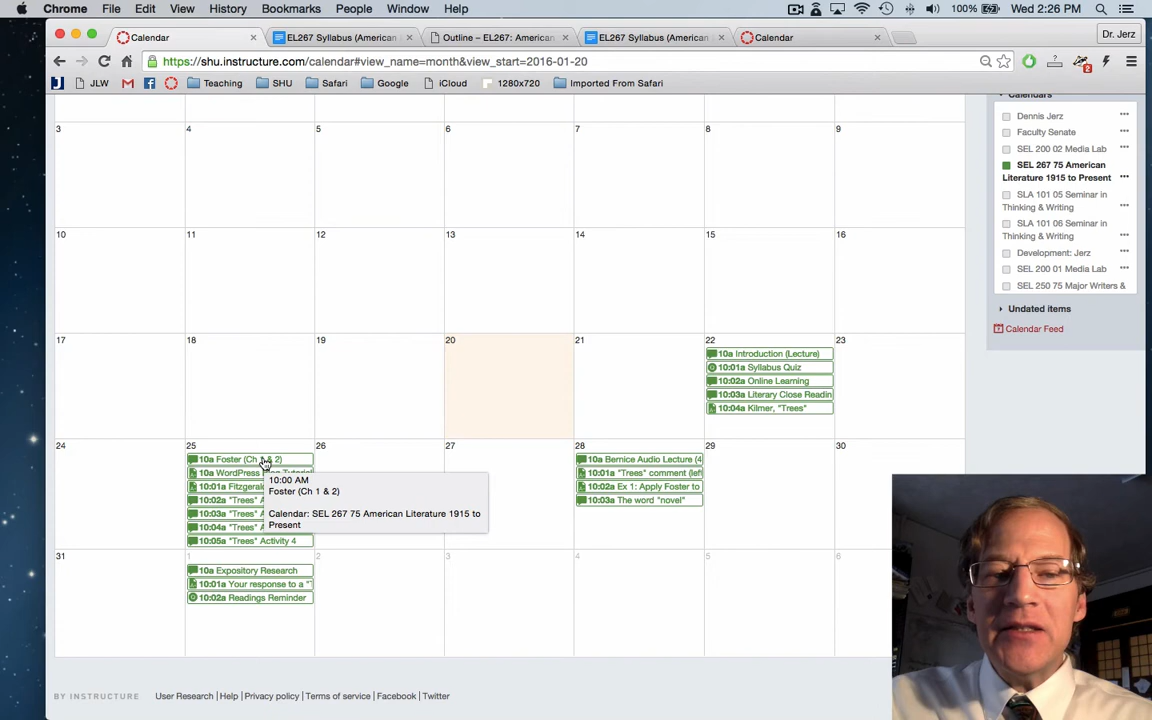 Chrome File Edit View History Bookmarks People Window Help 100% Wed 2:26 PM
Calendar EL267 Syllabus (American Outline – EL267: American EL267 Syllabus (American Calendar Dr. Jerz
https://shu.instructure.com/calendar#view_name=month&view_start=2016-01-20 2
JLW Teaching SHU Safari Google iCloud 1280x720 Imported From Safari
Calendars
Dennis Jerz
Faculty Senate
SEL 200 02 Media Lab
SEL 267 75 American
Literature 1915 to Present
SLA 101 05 Seminar in
Thinking & Writing
SLA 101 06 Seminar in
Thinking & Writing
Development: Jerz
SEL 200 01 Media Lab
SEL 250 75 Major Writers &
Undated items
Calendar Feed
3 4 5 6 7 8 9
10 11 12 13 14 15 16
17 18 19 20 21 22 23
10a Introduction (Lecture)
10:01a Syllabus Quiz
10:02a Online Learning
10:03a Literary Close Readin
10:04a Kilmer, "Trees"
24 25 26 27 28 29 30
10a Foster (Ch 1 & 2)
10a WordPress
10:01a Fitzgeral
10:02a "Trees" A
10:03a "Trees" A
10:04a "Trees" A
10:05a "Trees" Activity 4
10:00 AM
Foster (Ch 1 & 2)
Calendar: SEL 267 75 American Literature 1915 to
Present
10a Bernice Audio Lecture (4
10:01a "Trees" comment (left
10:02a Ex 1: Apply Foster to
10:03a The word "novel"
31 1 2 3 4 5 6
10a Expository Research
10:01a Your response to a "T
10:02a Readings Reminder
BY INSTRUCTURE User Research Help Privacy policy Terms of service Facebook Twitter